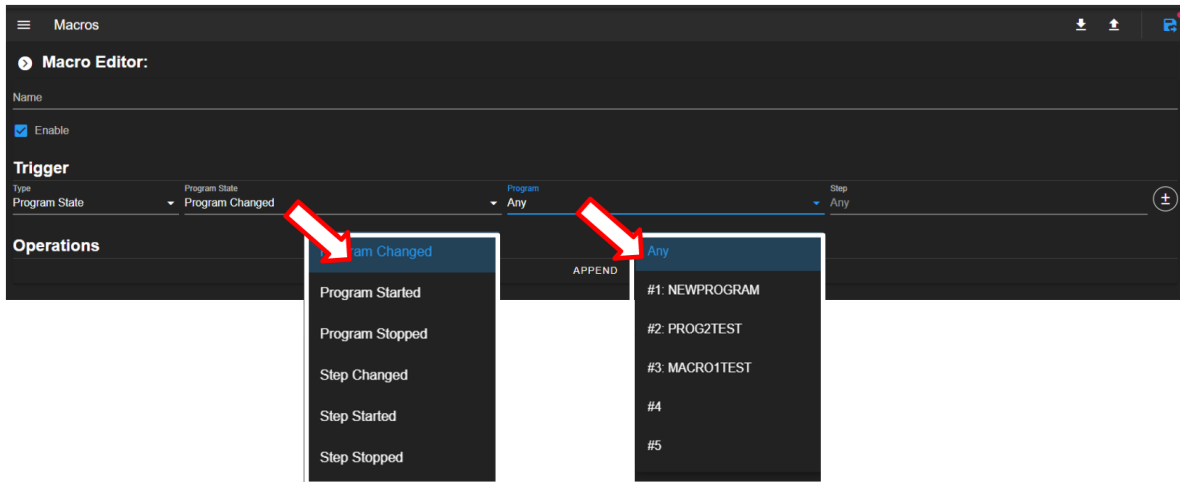 Macros
Macro Editor:
Name
Enable
Trigger
Type
Program State
Program State
Program Changed
Program
Any
Step
Any
Operations
APPEND
Program Changed
Program Started
Program Stopped
Step Changed
Step Started
Step Stopped
Any
#1: NEWPROGRAM
#2: PROG2TEST
#3: MACRO1TEST
#4
#5